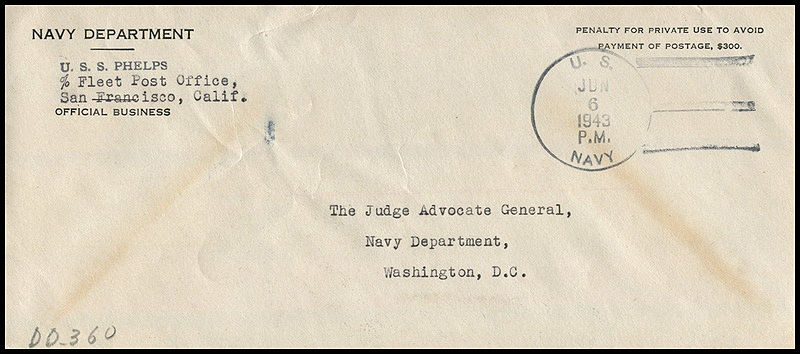 NAVY DEPARTMENT
U. S. S. PHELPS
℅ Fleet Post Office,
San Francisco, Calif.
OFFICIAL BUSINESS
PENALTY FOR PRIVATE USE TO AVOID
PAYMENT OF POSTAGE, $300.
U. S.
JUN
6
1943
P.M.
NAVY
The Judge Advocate General,
Navy Department,
Washington, D.C.
DD-360